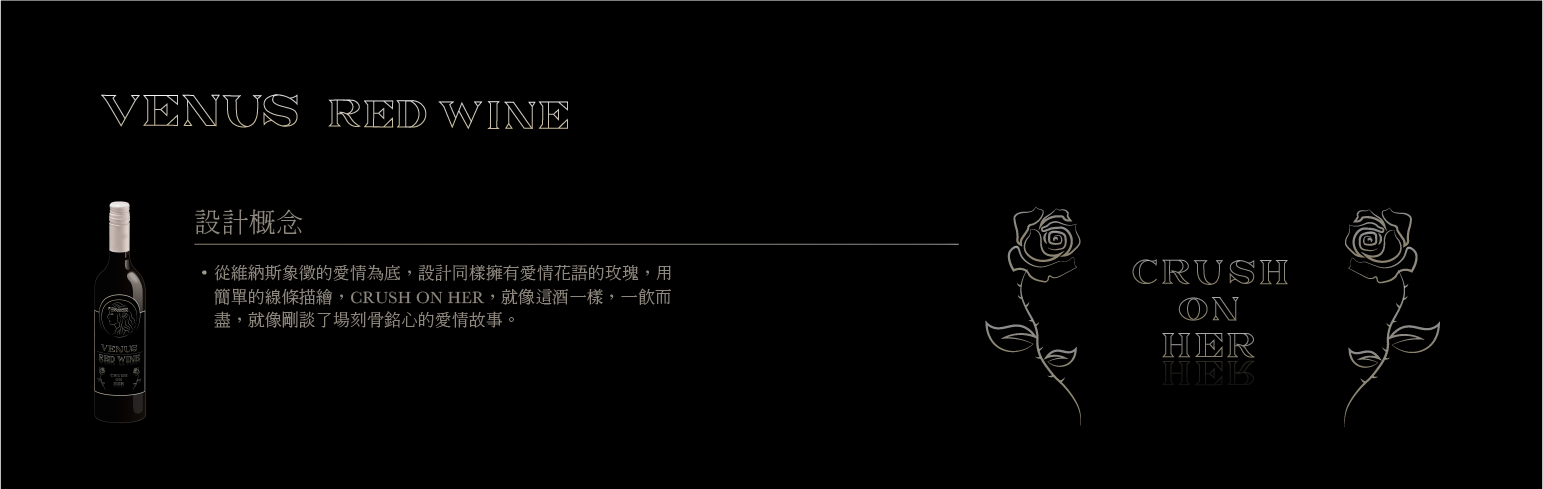 VENUS RED WINE
設計概念
• 從維納斯象徵的愛情為底，設計同樣擁有愛情花語的玫瑰，用
簡單的線條描繪，CRUSH ON HER，就像這酒一樣，一飲而
盡，就像剛談了場刻骨銘心的愛情故事。
VENUS
RED WINE
CRUSH
ON
HER
CRUSH
ON
HER